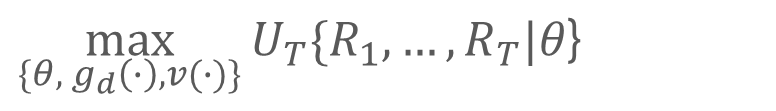 max U_T{R_1, …, R_T|θ}
{θ, g_d(·),v(·)}